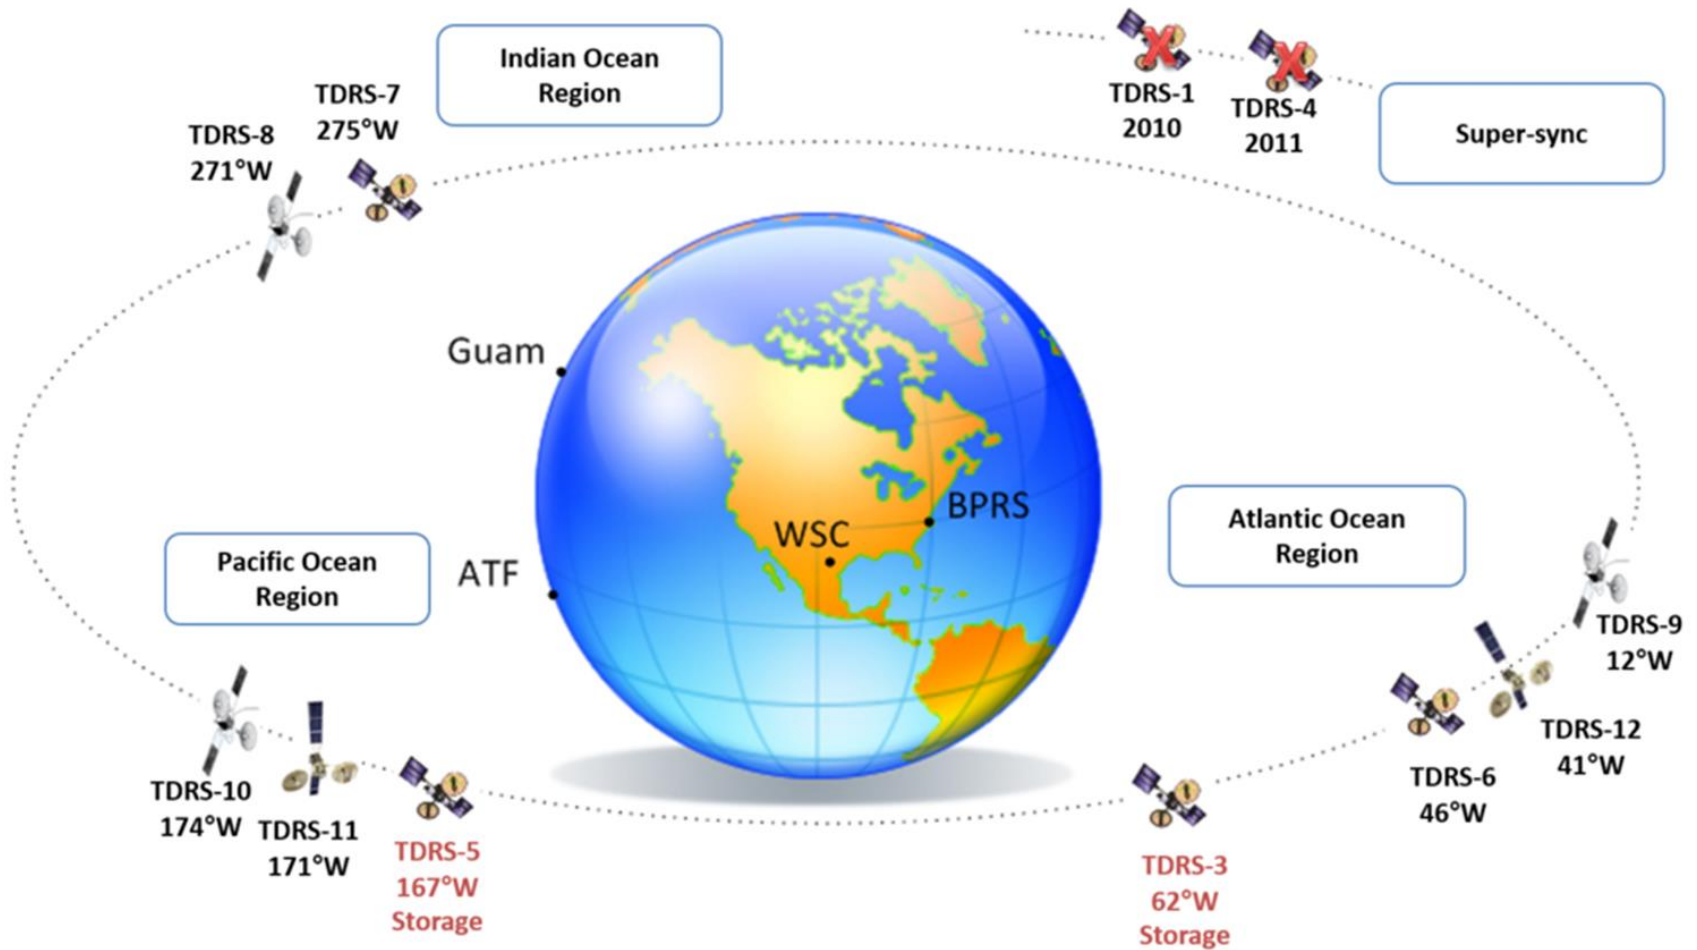 Indian Ocean
Region
TDRS-1
2010
TDRS-4
2011
Super-sync
TDRS-7
275°W
TDRS-8
271°W
Guam
ATF
WSC
BPRS
Pacific Ocean
Region
Atlantic Ocean
Region
TDRS-9
12°W
TDRS-12
41°W
TDRS-6
46°W
TDRS-10
174°W
TDRS-11
171°W
TDRS-5
167°W
Storage
TDRS-3
62°W
Storage